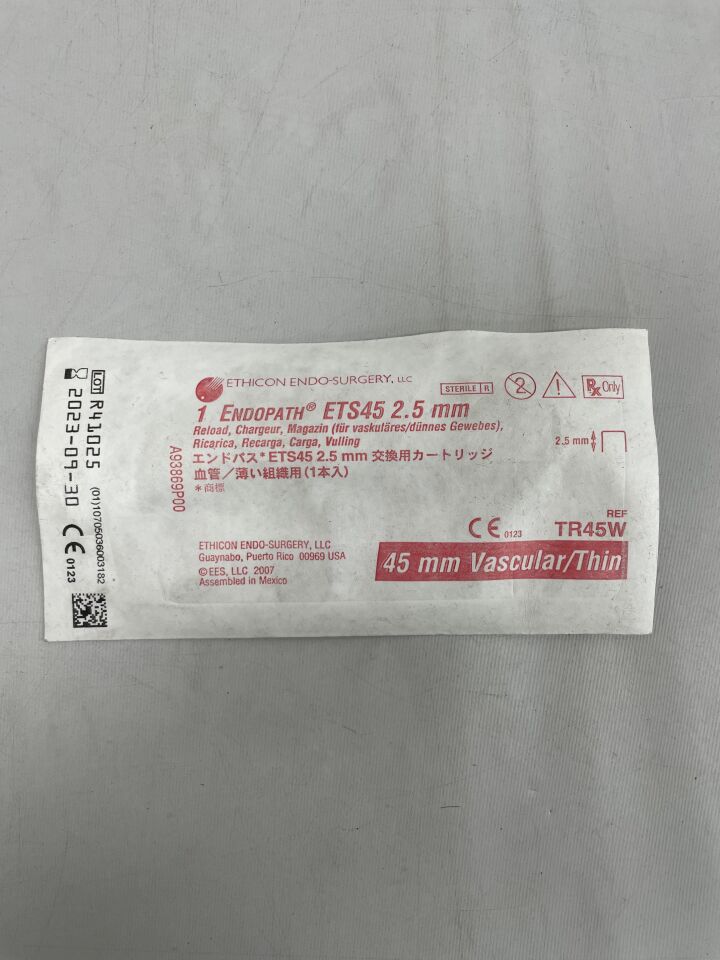 ETHICON ENDO-SURGERY, LLC
STERILE R
2
Rx Only
1 ENDOPATH® ETS45 2.5 mm
Reload, Chargeur, Magazin (für vaskuläres/dünnes Gewebes),
Ricarica, Recarga, Carga, Vulling
エンドパス*ETS45 2.5 mm 交換用カートリッジ
血管/薄い組織用(1本入)
*商標
2.5 mm
A93869P00
REF
TR45W
CE 0123
45 mm Vascular/Thin
ETHICON ENDO-SURGERY, LLC
Guaynabo, Puerto Rico 00969 USA
©EES, LLC 2007
Assembled in Mexico
LOT R41025
2023-09-30
(01)10705036003182
CE 0123